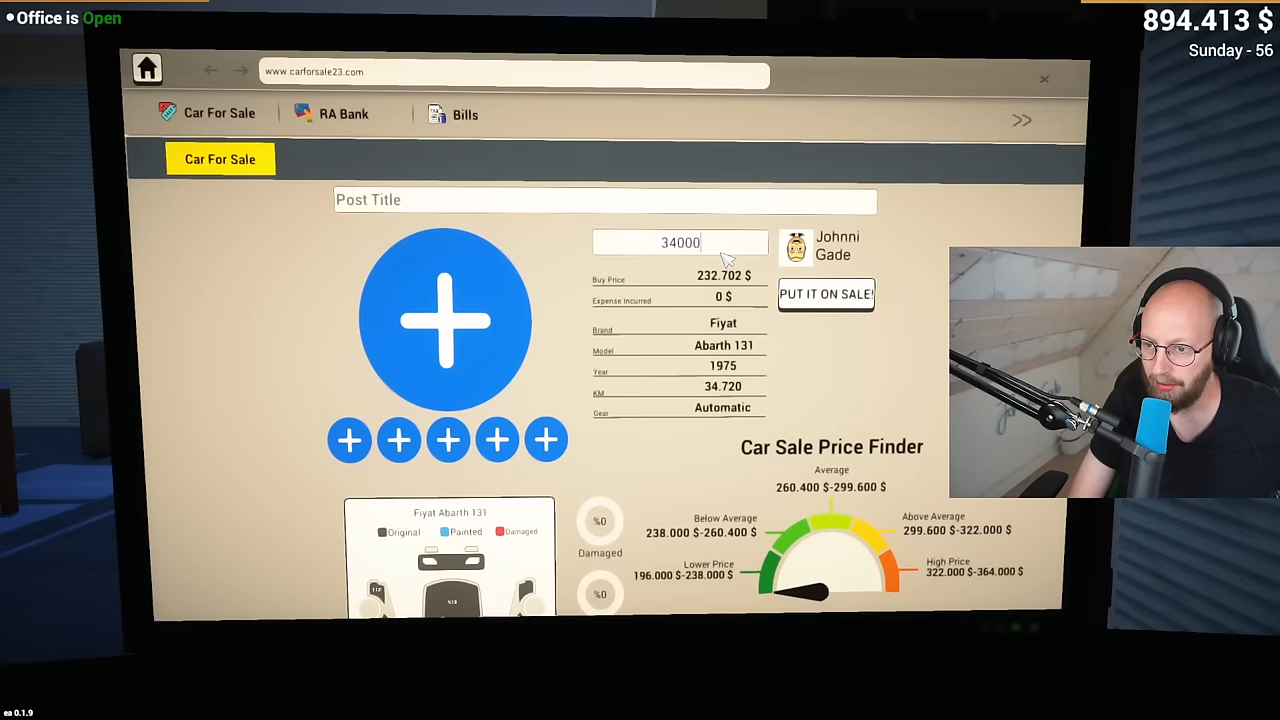 Office is Open
894.413 $
Sunday - 56
www.carforsale23.com
Car For Sale
RA Bank
Bills
Car For Sale
Post Title
34000
Johnni
Gade
Buy Price 232.702 $
PUT IT ON SALE!
Expense Incurred 0 $
Brand Fiyat
Model Abarth 131
Year 1975
KM 34.720
Gear Automatic
Car Sale Price Finder
Average
260.400 $-299.600 $
Below Average
238.000 $-260.400 $
Above Average
299.600 $-322.000 $
Lower Price
196.000 $-238.000 $
High Price
322.000 $-364.000 $
Fiyat Abarth 131
Original Painted Damaged
%0
Damaged
%0
ea 0.1.9